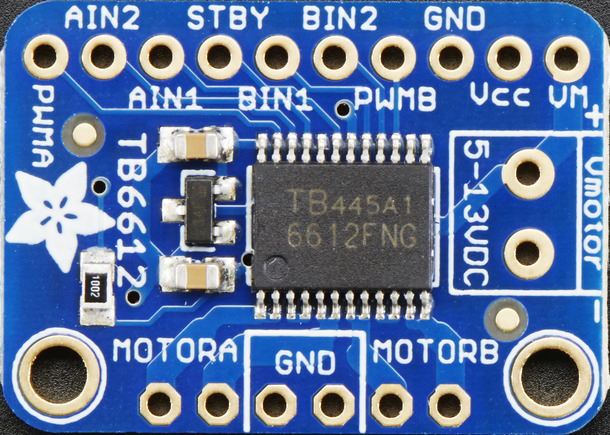 AIN2 STBY BIN2 GND
PWMA AIN1 BIN1 PWMB Vcc VM
TB6612
TB445A1
6612FNG
1002
+
Vmotor
-
5-13VDC
MOTORA GND MOTORB